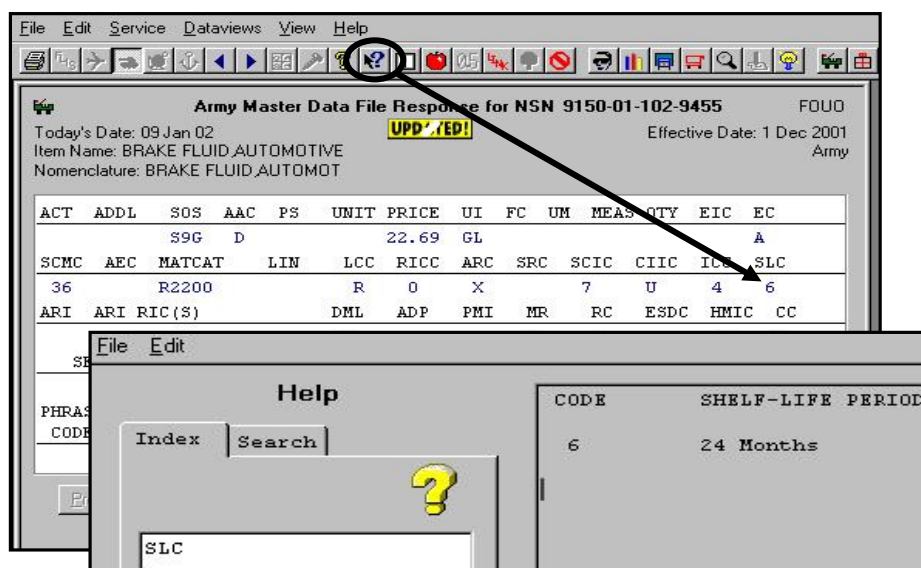 File Edit Service Dataviews View Help
Army Master Data File Response for NSN 9150-01-102-9455 FOUO
Today's Date: 09 Jan 02 UPDATED! Effective Date: 1 Dec 2001
Item Name: BRAKE FLUID,AUTOMOTIVE Army
Nomenclature: BRAKE FLUID,AUTOMOT
ACT ADDL SOS AAC PS UNIT PRICE UI FC UM MEAS QTY EIC EC
S9G D 22.69 GL A
SCMC AEC MATCAT LIN LCC RICC ARC SRC SCIC CIIC ICC SLC
36 R2200 R 0 X 7 U 4 6
ARI ARI RIC(S) DML ADP PMI MR RC ESDC HMIC CC
PHRAS
CODE
File Edit
Help
Index Search
SLC
CODE SHELF-LIFE PERIOD
6 24 Months